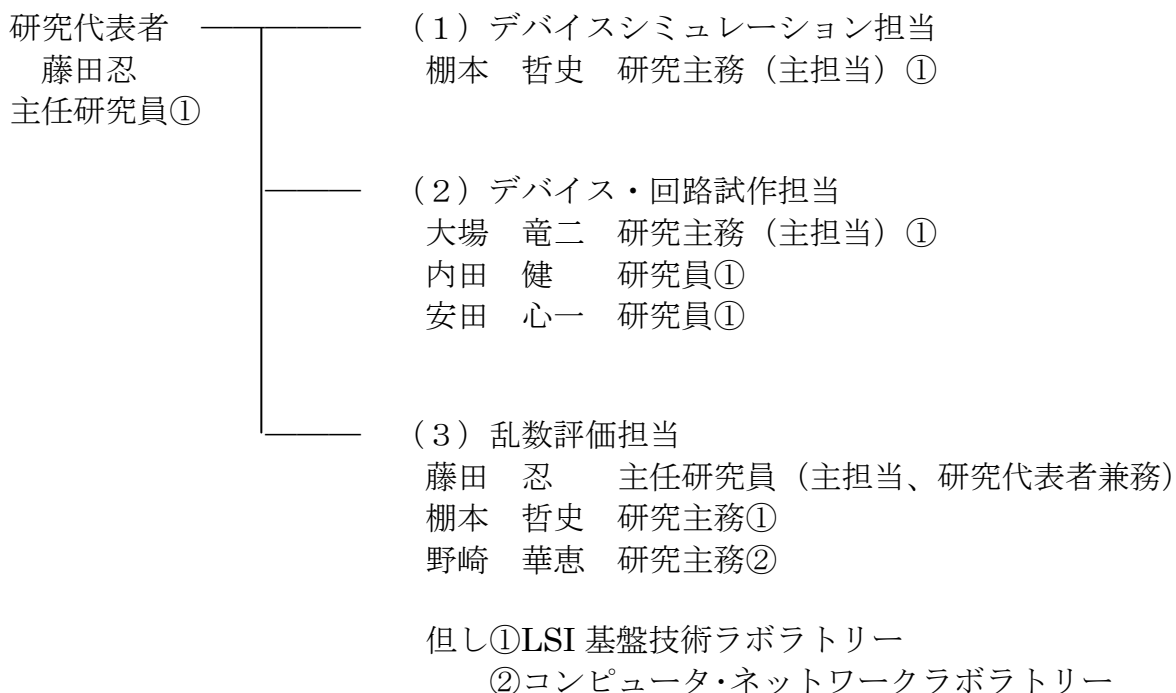 研究代表者　（１）デバイスシミュレーション担当
藤田忍　棚本　哲史　研究主務（主担当）①
主任研究員①
（２）デバイス・回路試作担当
大場　竜二　研究主務（主担当）①
内田　健　　研究員①
安田　心一　研究員①
（３）乱数評価担当
藤田　忍　　主任研究員（主担当、研究代表者兼務）
棚本　哲史　研究主務①
野崎　華恵　研究主務②
但し①LSI 基盤技術ラボラトリー
②コンピュータ・ネットワークラボラトリー